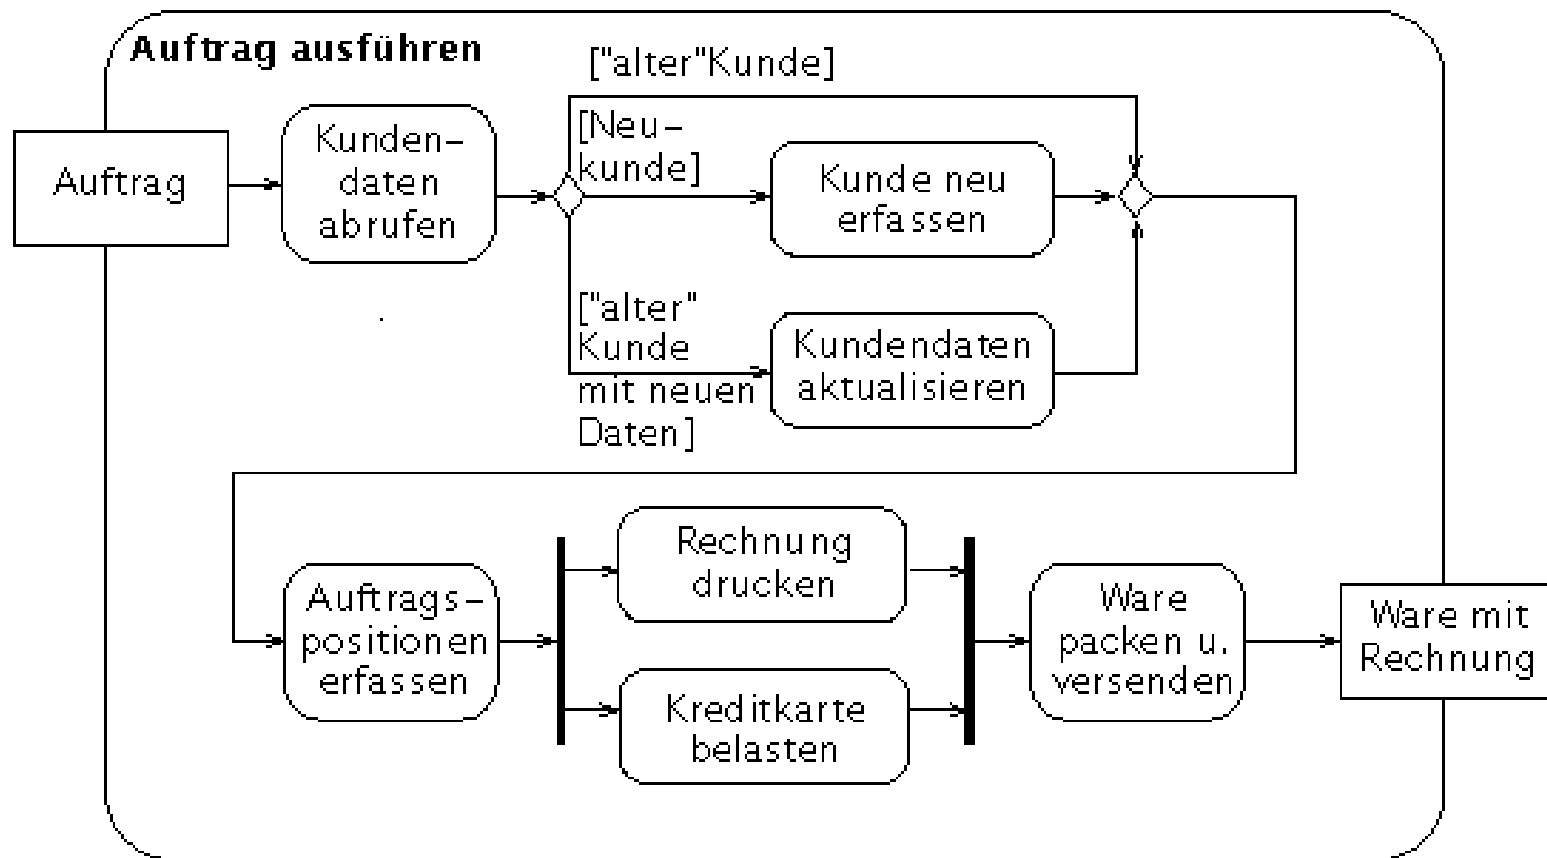 Auftrag ausführen
["alter"Kunde]
Auftrag
Kunden–
daten
abrufen
[Neu–
kunde]
Kunde neu
erfassen
["alter"
Kunde
mit neuen
Daten]
Kundendaten
aktualisieren
Auftrags–
positionen
erfassen
Rechnung
drucken
Kreditkarte
belasten
Ware
packen u.
versenden
Ware mit
Rechnung